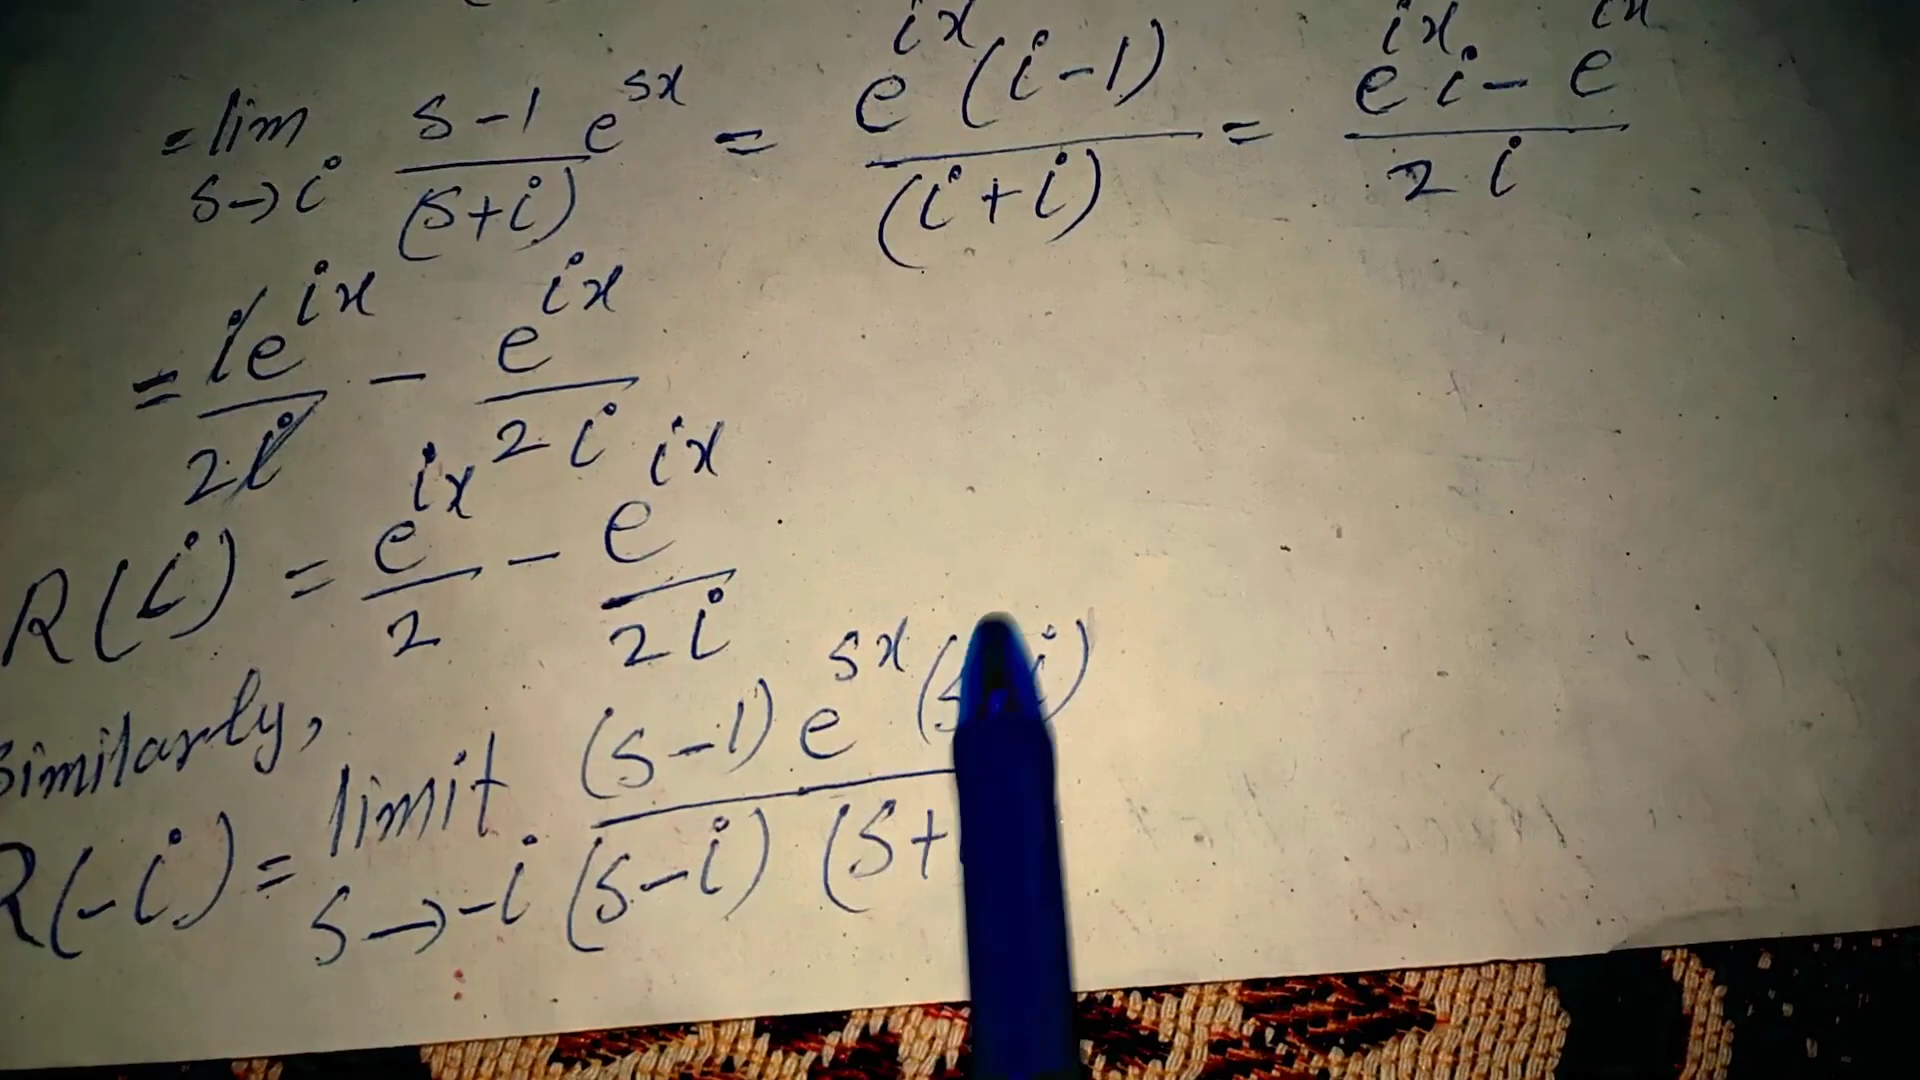 = lim s→i (s-1)/(s+i) e^{sx} = e^{ix}(i-1)/(i+i) = (e^{ix} i - e^{ix})/2i
= ie^{ix}/2i - e^{ix}/2i
R(i) = e^{ix}/2 - e^{ix}/2i
Similarly,
R(-i) = limit s→-i (s-1) e^{sx} (s i)/(s-i) (s+